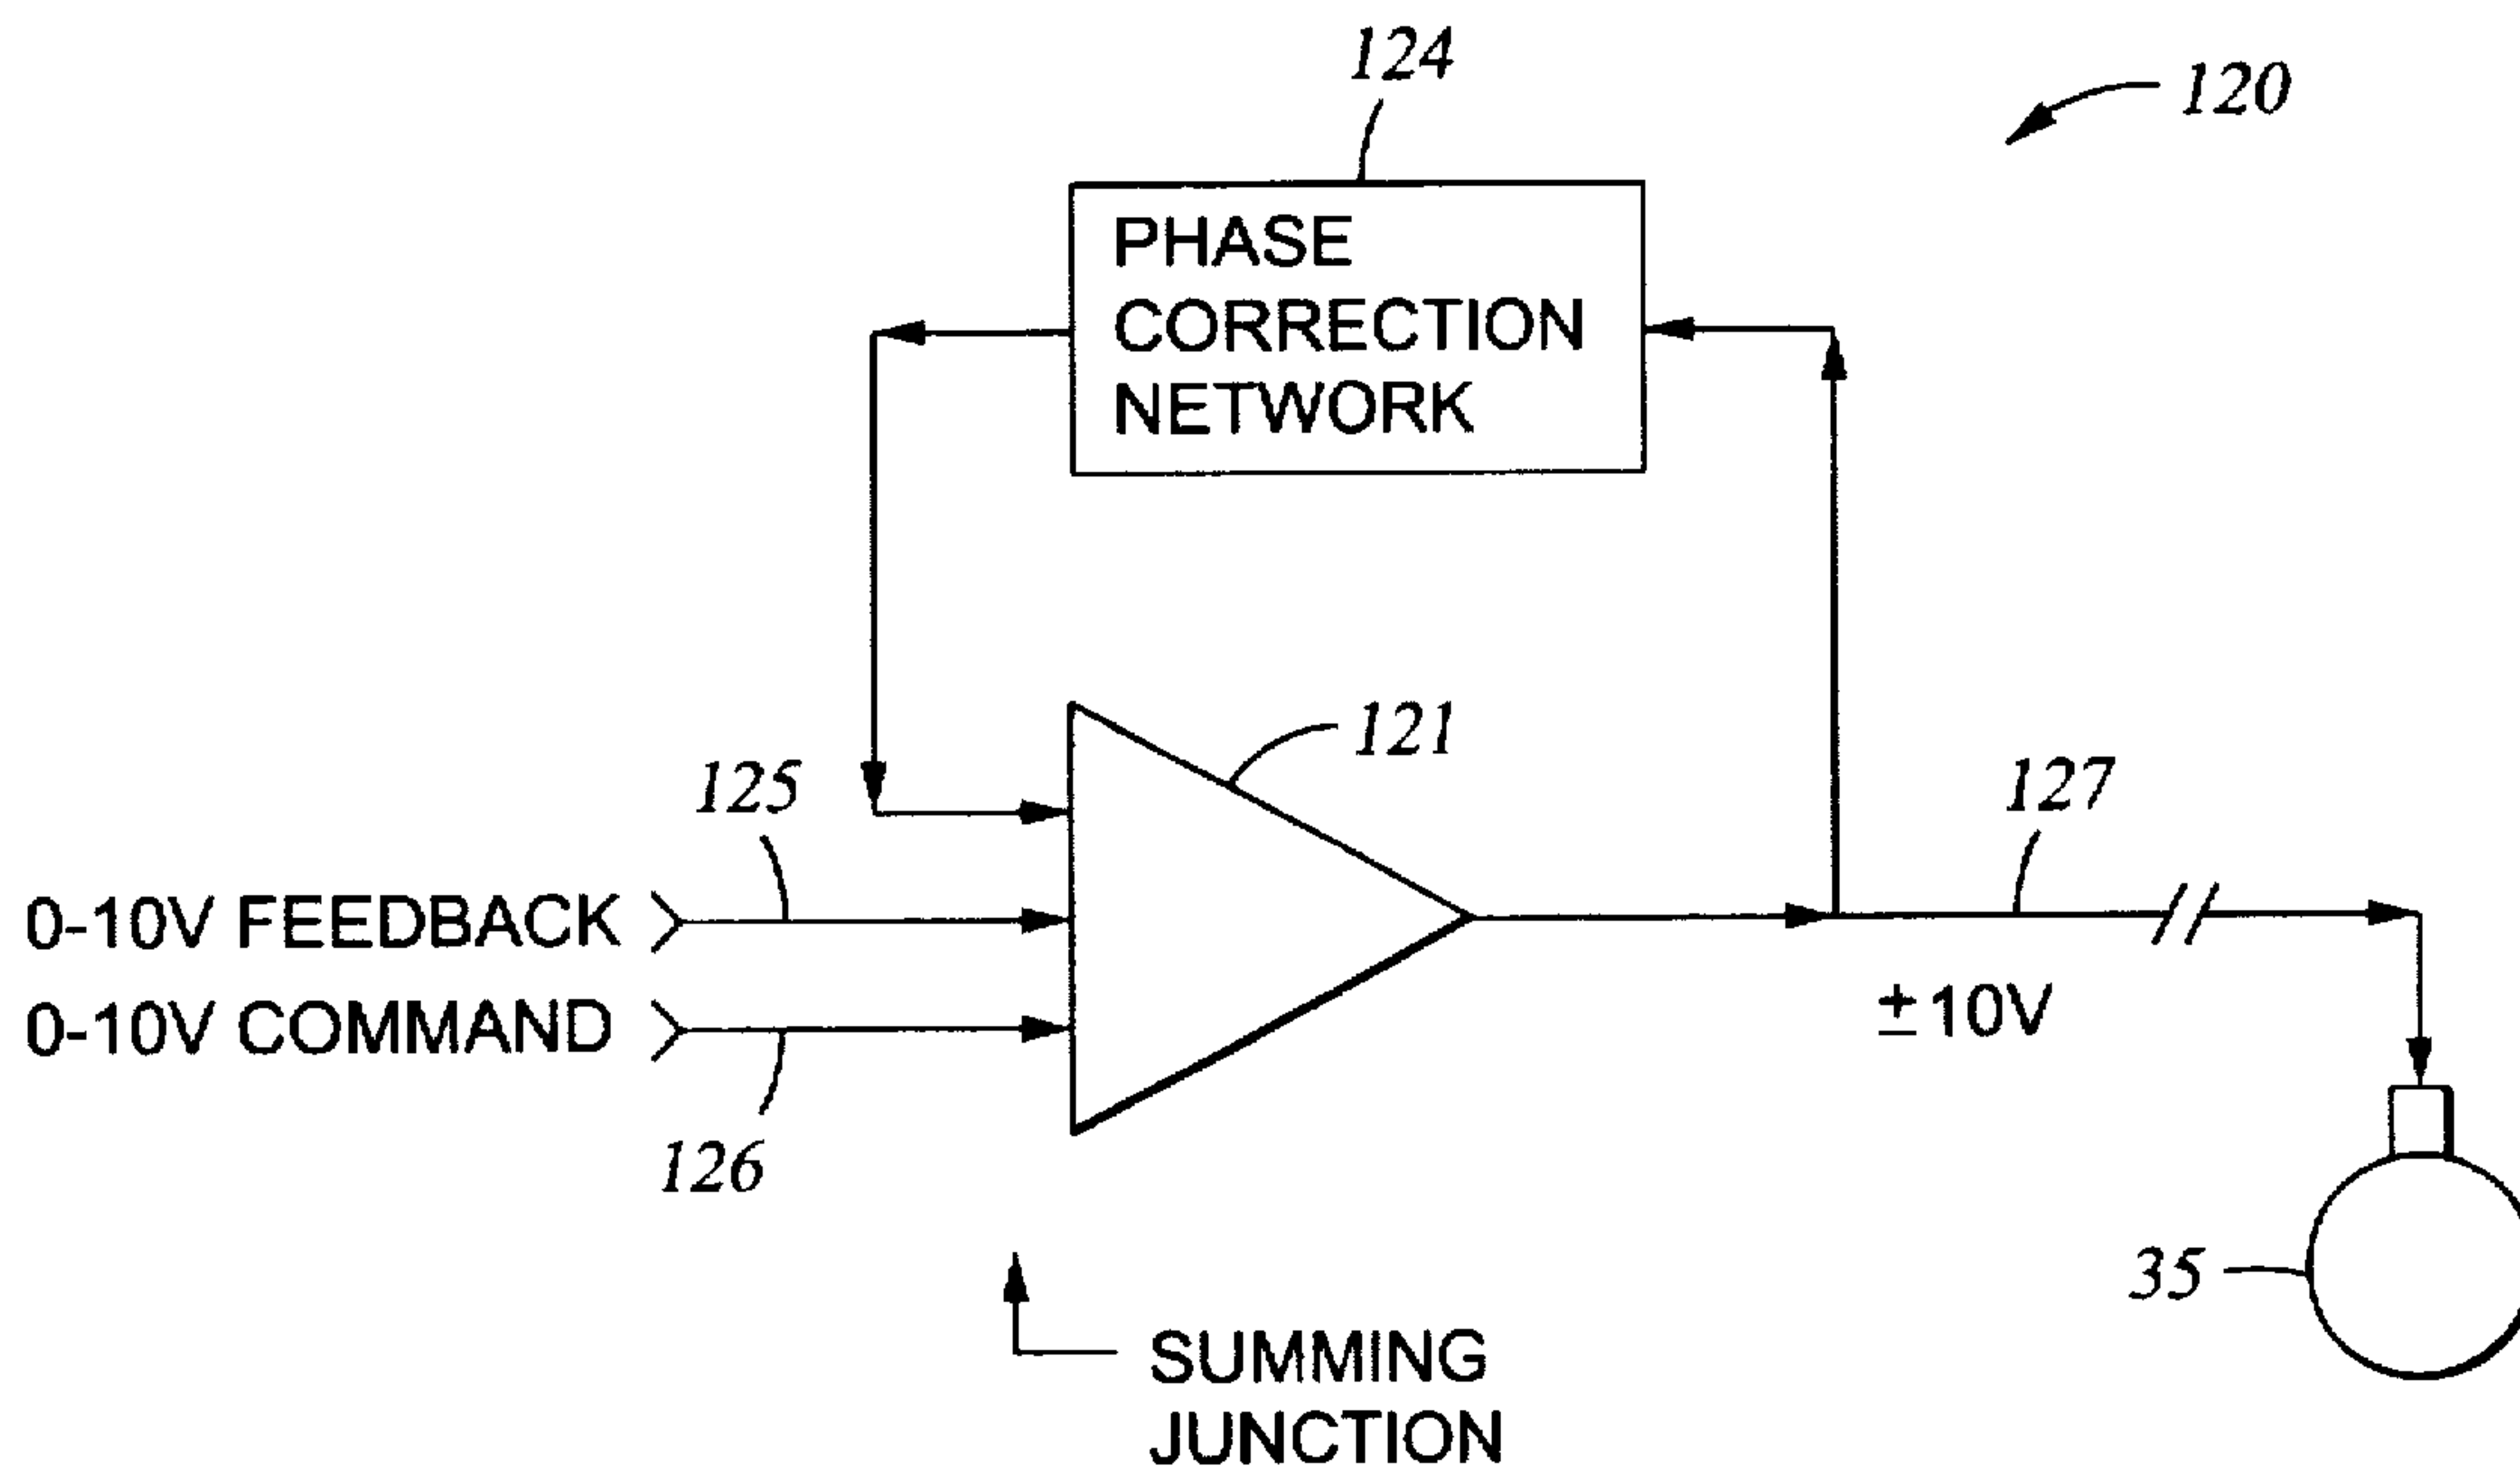 124
120
PHASE
CORRECTION
NETWORK
121
125
127
0-10V FEEDBACK
0-10V COMMAND
±10V
126
35
SUMMING
JUNCTION